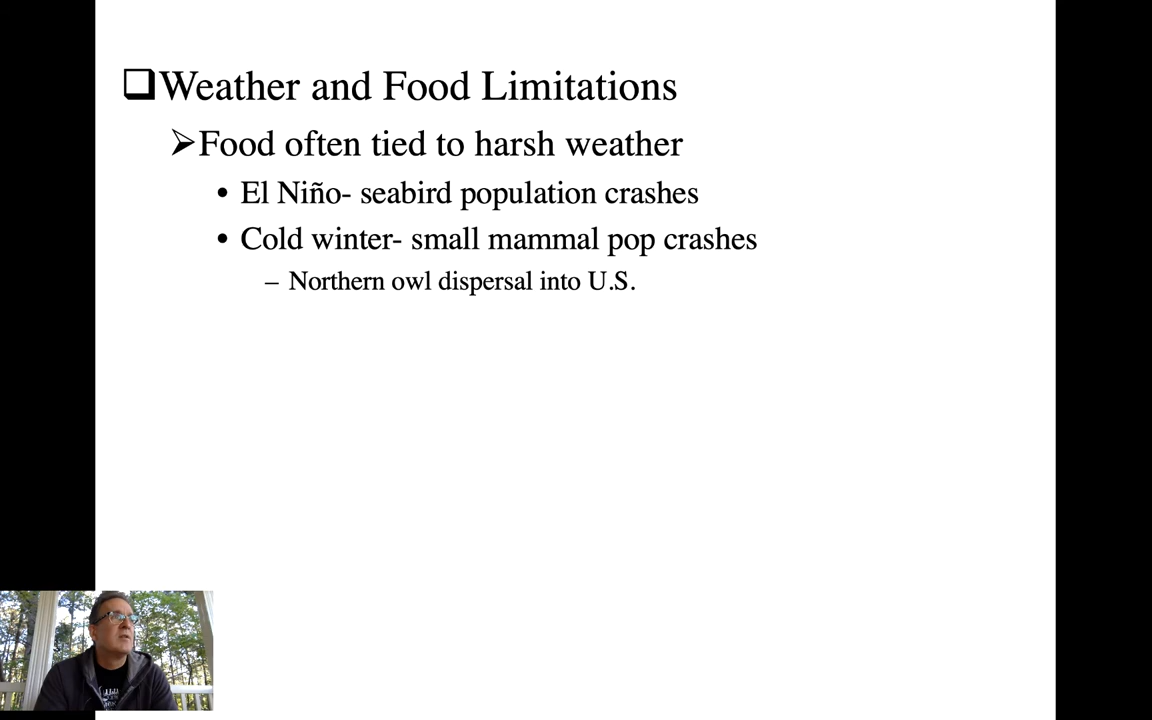 Weather and Food Limitations
Food often tied to harsh weather
El Niño- seabird population crashes
Cold winter- small mammal pop crashes
– Northern owl dispersal into U.S.